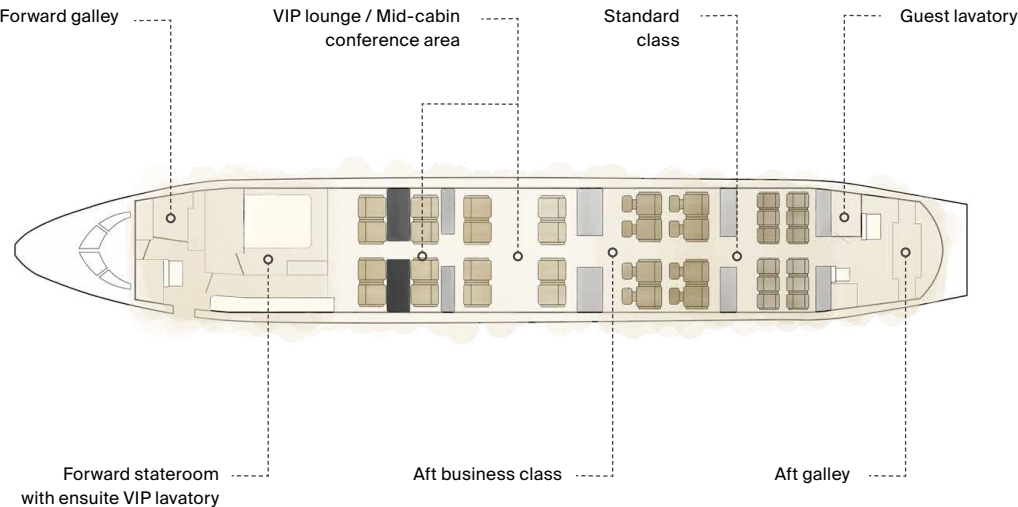 Forward galley
VIP lounge / Mid-cabin
conference area
Standard
class
Guest lavatory
Forward stateroom
with ensuite VIP lavatory
Aft business class
Aft galley